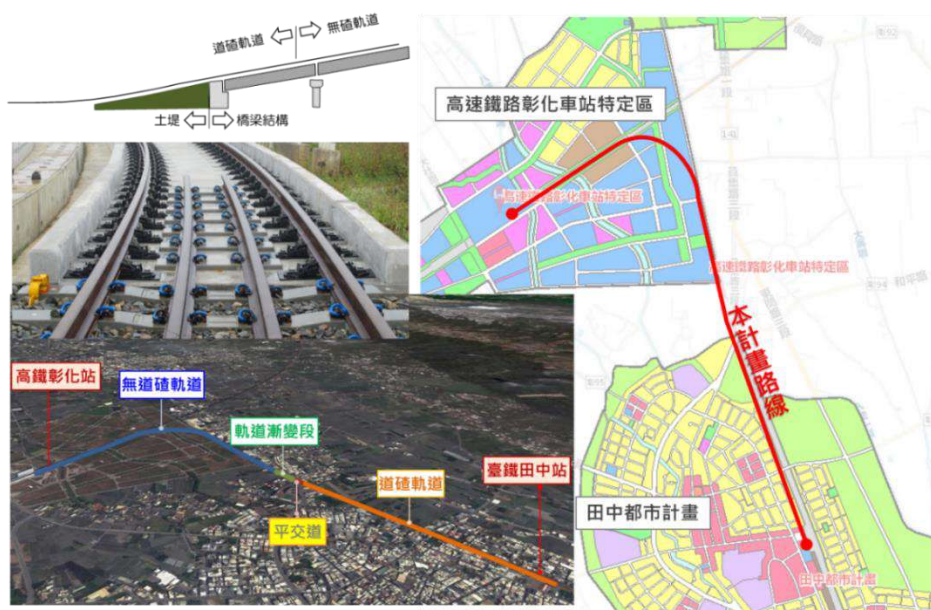 道碴軌道
無碴軌道
土堤
橋梁結構
高鐵彰化站
無道碴軌道
軌道漸變段
道碴軌道
臺鐵田中站
平交道
高速鐵路彰化車站特定區
高速鐵路彰化車站特定區
141
高速鐵路彰化車站特定區
本計畫路線
田中都市計畫
田中都市計畫